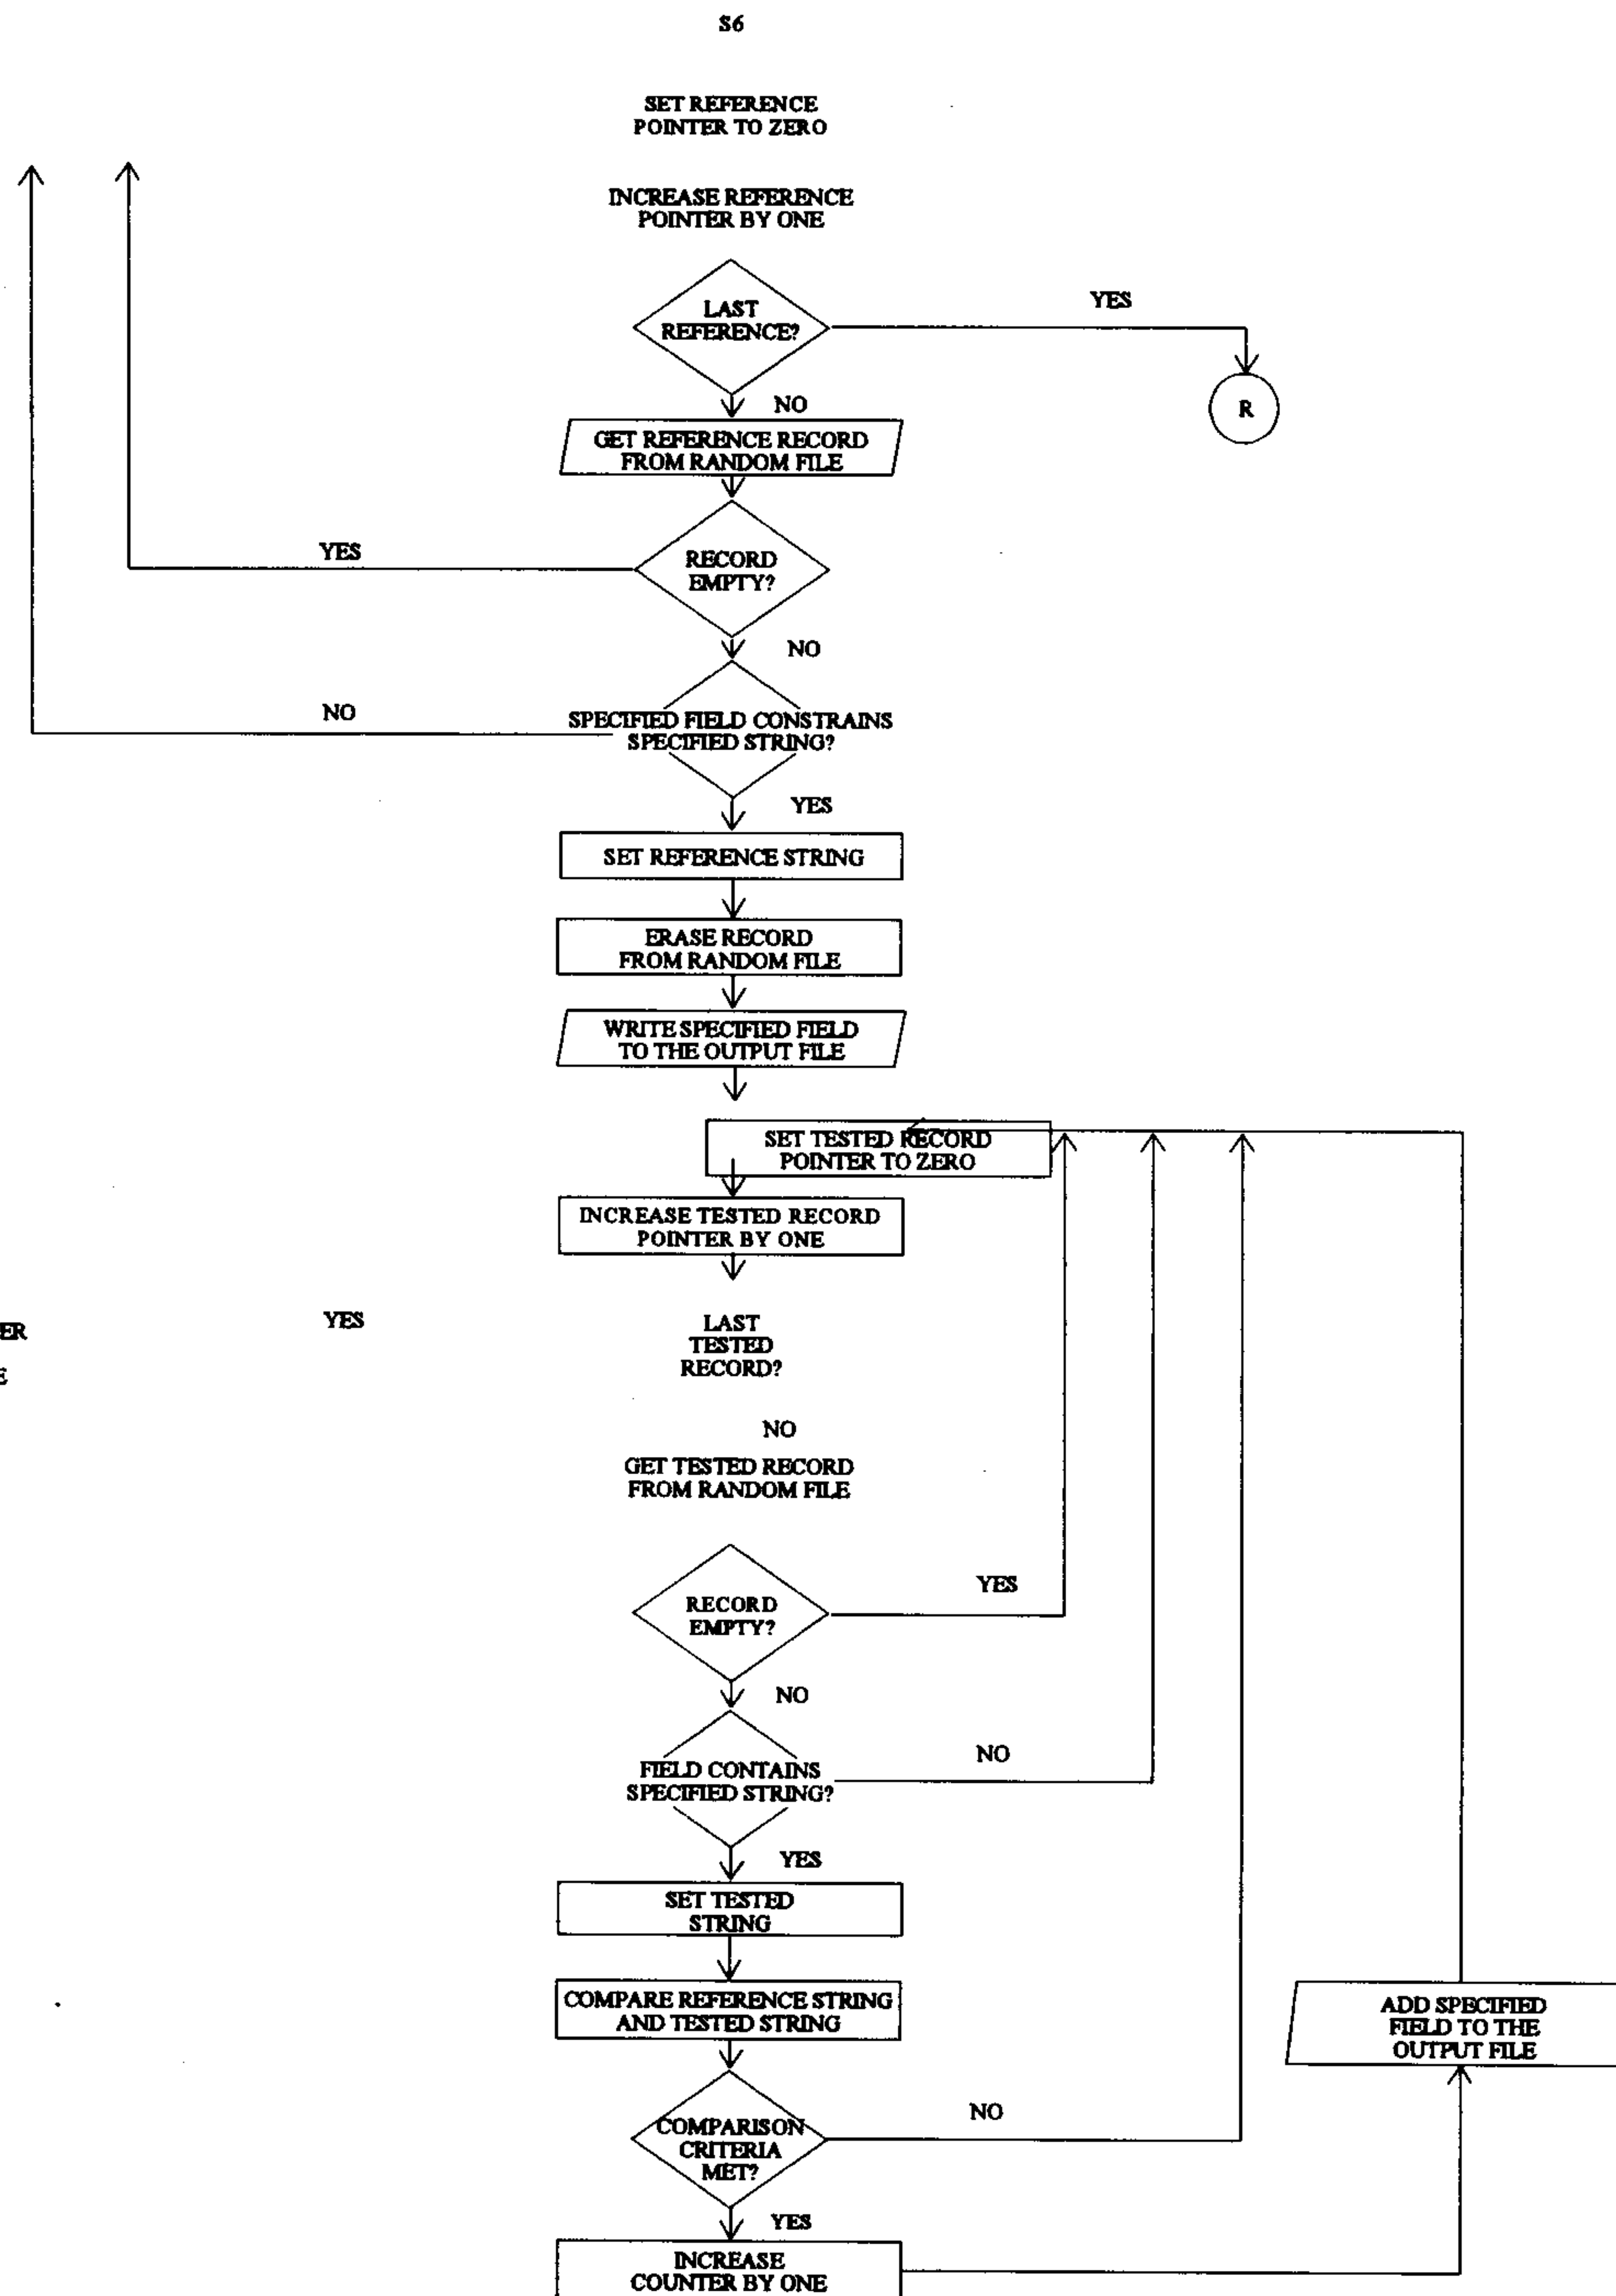 S6
SET REFERENCE
POINTER TO ZERO
INCREASE REFERENCE
POINTER BY ONE
LAST
REFERENCE?
YES
R
NO
GET REFERENCE RECORD
FROM RANDOM FILE
RECORD
EMPTY?
YES
NO
SPECIFIED FIELD CONSTRAINS
SPECIFIED STRING?
NO
YES
SET REFERENCE STRING
ERASE RECORD
FROM RANDOM FILE
WRITE SPECIFIED FIELD
TO THE OUTPUT FILE
SET TESTED RECORD
POINTER TO ZERO
INCREASE TESTED RECORD
POINTER BY ONE
ER
E
YES
LAST
TESTED
RECORD?
NO
GET TESTED RECORD
FROM RANDOM FILE
RECORD
EMPTY?
YES
NO
FIELD CONTAINS
SPECIFIED STRING?
NO
YES
SET TESTED
STRING
COMPARE REFERENCE STRING
AND TESTED STRING
ADD SPECIFIED
FIELD TO THE
OUTPUT FILE
COMPARISON
CRITERIA
MET?
NO
YES
INCREASE
COUNTER BY ONE